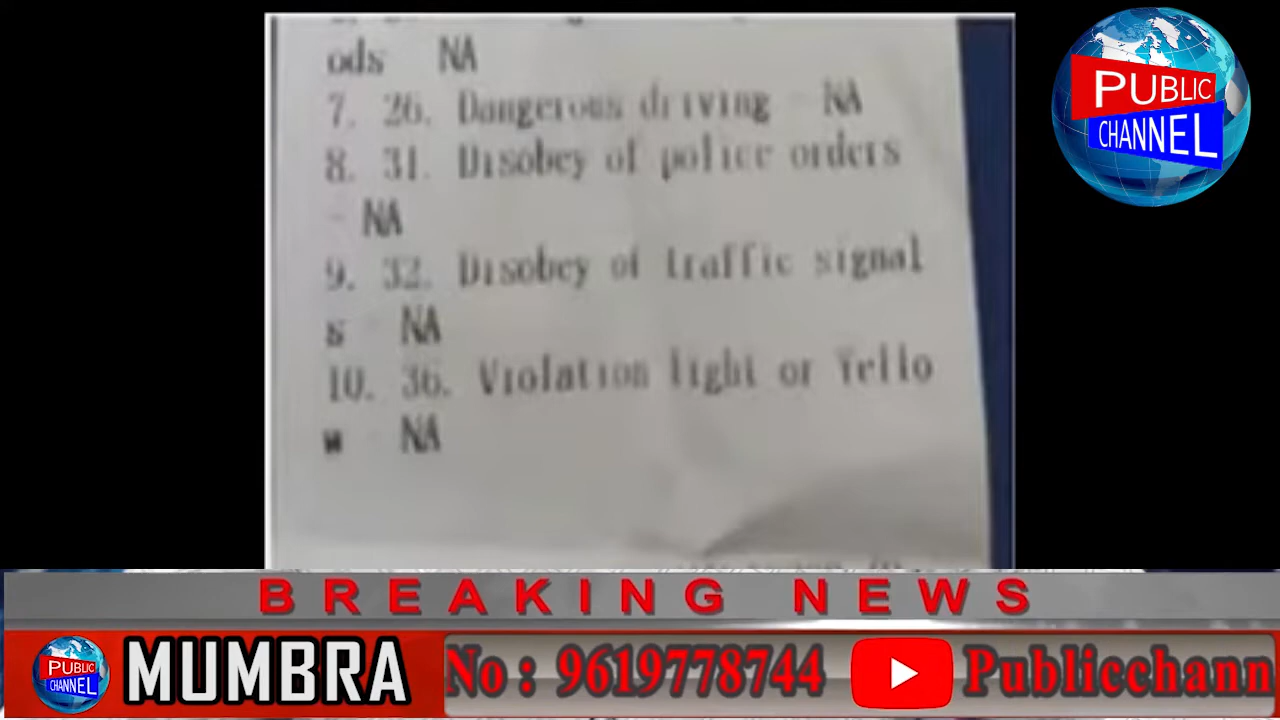 ods NA
7. 26. Dangerous driving - NA
8. 31. Disobey of police orders
- NA
9. 32. Disobey of traffic signal
s - NA
10. 36. Violation light or Yello
w - NA
PUBLIC
CHANNEL
BREAKING NEWS
PUBLIC
CHANNEL
MUMBRA
No : 9619778744
Publicchann